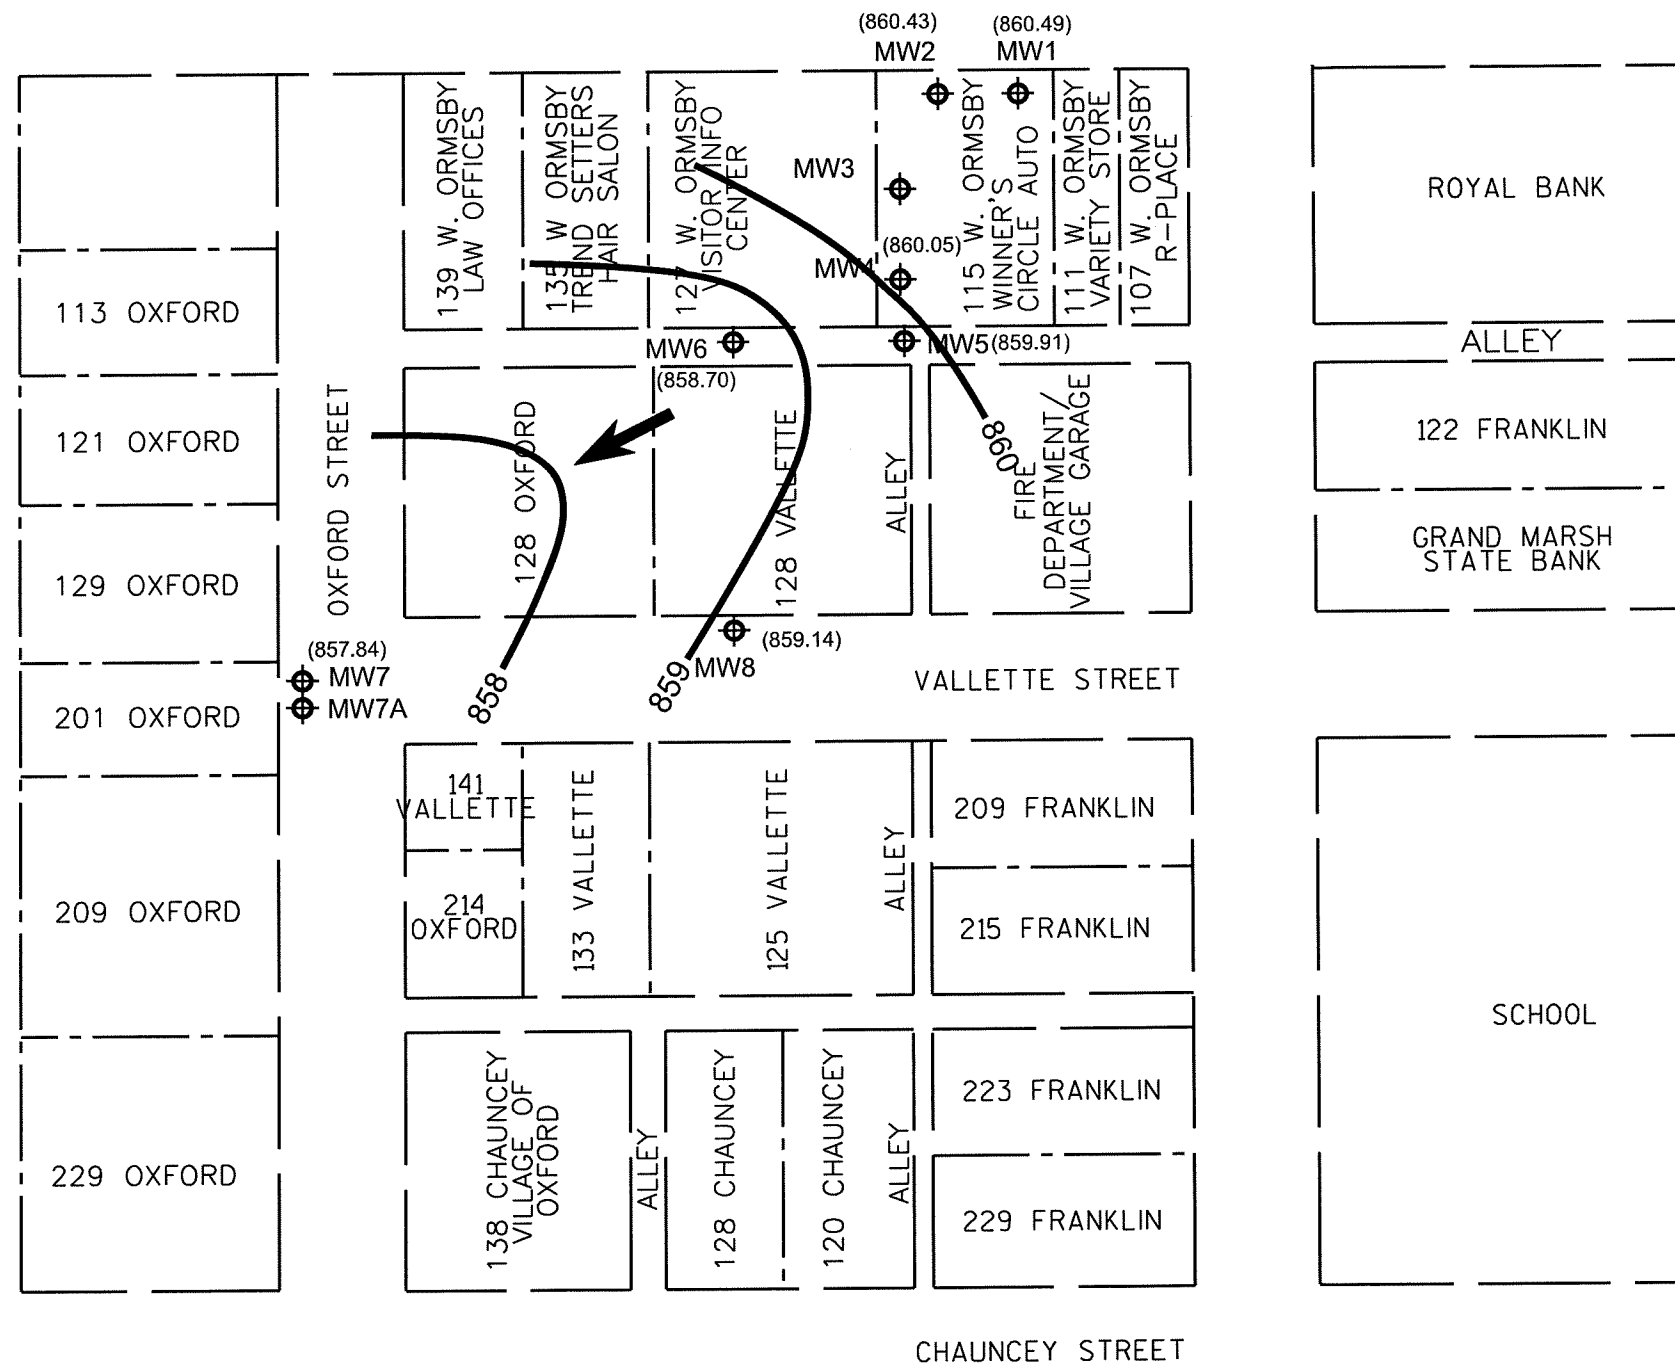 (860.43)
(860.49)
MW2
MW1
139 W. ORMSBY
LAW OFFICES
135 W ORMSBY
TREND SETTERS
HAIR SALON
127 W. ORMSBY
VISITOR INFO
CENTER
MW3
115 W. ORMSBY
WINNER'S
CIRCLE AUTO
111 W. ORMSBY
VARIETY STORE
107 W. ORMSBY
R-PLACE
ROYAL BANK
(860.05)
MW4
113 OXFORD
MW6
MW5(859.91)
ALLEY
(858.70)
121 OXFORD
OXFORD STREET
128 OXFORD
128 VALLETTE
ALLEY
860
FIRE
DEPARTMENT/
VILLAGE GARAGE
122 FRANKLIN
129 OXFORD
GRAND MARSH
STATE BANK
(857.84)
MW7
MW7A
858
859
MW8
(859.14)
VALLETTE STREET
201 OXFORD
141
VALLETTE
133 VALLETTE
125 VALLETTE
ALLEY
209 FRANKLIN
209 OXFORD
214
OXFORD
215 FRANKLIN
SCHOOL
229 OXFORD
138 CHAUNCEY
VILLAGE OF
OXFORD
ALLEY
128 CHAUNCEY
120 CHAUNCEY
ALLEY
223 FRANKLIN
229 FRANKLIN
CHAUNCEY STREET